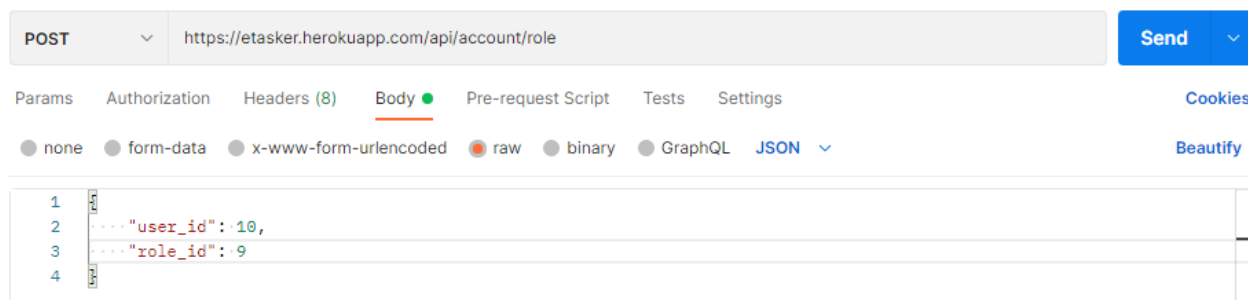 POST https://etasker.herokuapp.com/api/account/role Send
Params Authorization Headers (8) Body Pre-request Script Tests Settings Cookies
none form-data x-www-form-urlencoded raw binary GraphQL JSON Beautify
1 {
2 ····"user_id":·10,
3 ····"role_id":·9
4 }